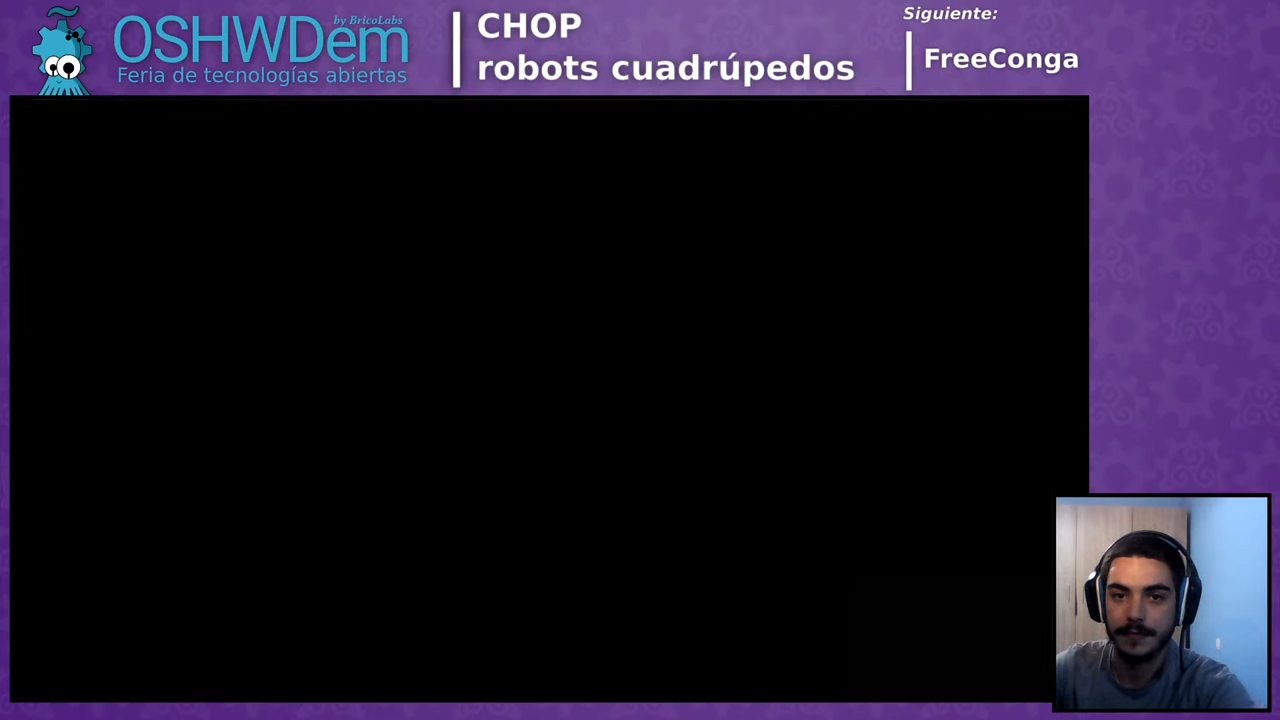 OSHWDem
by BricoLabs
Feria de tecnologías abiertas
CHOP
robots cuadrúpedos
Siguiente:
FreeConga